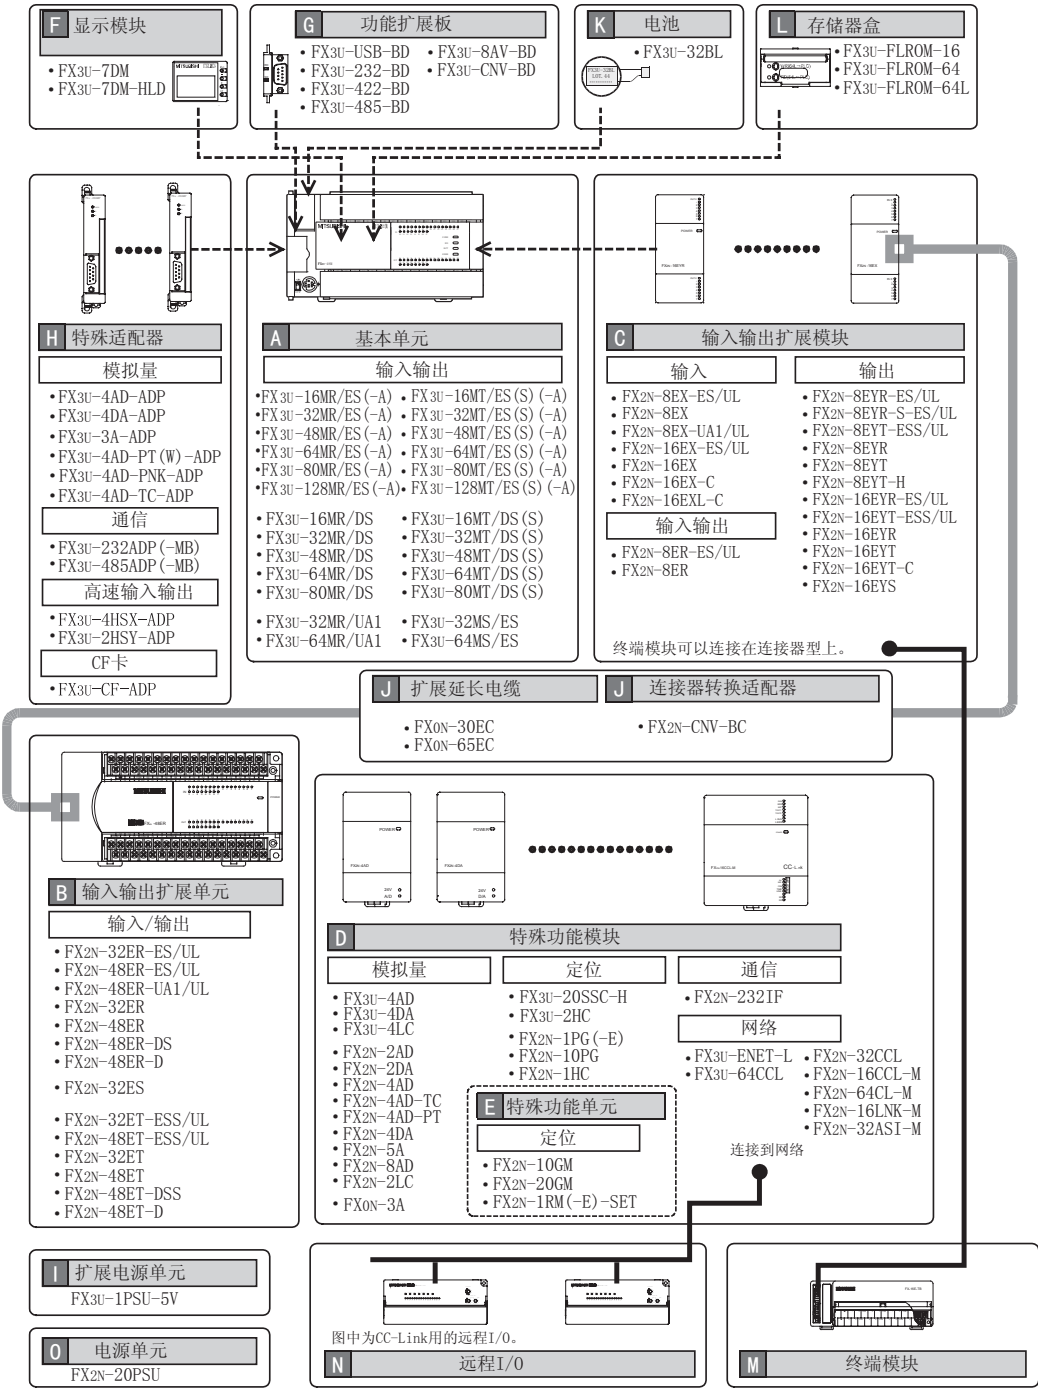 F 显示模块
• FX3U-7DM
• FX3U-7DM-HLD
G 功能扩展板
• FX3U-USB-BD • FX3U-8AV-BD
• FX3U-232-BD • FX3U-CNV-BD
• FX3U-422-BD
• FX3U-485-BD
K 电池
• FX3U-32BL
FX3U-32BL
L 存储器盒
• FX3U-FLROM-16
• FX3U-FLROM-64
• FX3U-FLROM-64L
H 特殊适配器
模拟量
• FX3U-4AD-ADP
• FX3U-4DA-ADP
• FX3U-3A-ADP
• FX3U-4AD-PT(W)-ADP
• FX3U-4AD-PNK-ADP
• FX3U-4AD-TC-ADP
通信
• FX3U-232ADP(-MB)
• FX3U-485ADP(-MB)
高速输入输出
• FX3U-4HSX-ADP
• FX3U-2HSY-ADP
CF卡
• FX3U-CF-ADP
A 基本单元
输入输出
• FX3U-16MR/ES(-A) • FX3U-16MT/ES(S)(-A)
• FX3U-32MR/ES(-A) • FX3U-32MT/ES(S)(-A)
• FX3U-48MR/ES(-A) • FX3U-48MT/ES(S)(-A)
• FX3U-64MR/ES(-A) • FX3U-64MT/ES(S)(-A)
• FX3U-80MR/ES(-A) • FX3U-80MT/ES(S)(-A)
• FX3U-128MR/ES(-A) • FX3U-128MT/ES(S)(-A)
• FX3U-16MR/DS • FX3U-16MT/DS(S)
• FX3U-32MR/DS • FX3U-32MT/DS(S)
• FX3U-48MR/DS • FX3U-48MT/DS(S)
• FX3U-64MR/DS • FX3U-64MT/DS(S)
• FX3U-80MR/DS • FX3U-80MT/DS(S)
• FX3U-32MR/UA1 • FX3U-32MS/ES
• FX3U-64MR/UA1 • FX3U-64MS/ES
POWER
FX2N-16EYR
POWER
FX2N-16EX
C 输入输出扩展模块
输入
• FX2N-8EX-ES/UL
• FX2N-8EX
• FX2N-8EX-UA1/UL
• FX2N-16EX-ES/UL
• FX2N-16EX
• FX2N-16EX-C
• FX2N-16EXL-C
输入输出
• FX2N-8ER-ES/UL
• FX2N-8ER
输出
• FX2N-8EYR-ES/UL
• FX2N-8EYR-S-ES/UL
• FX2N-8EYT-ESS/UL
• FX2N-8EYR
• FX2N-8EYT
• FX2N-8EYT-H
• FX2N-16EYR-ES/UL
• FX2N-16EYT-ESS/UL
• FX2N-16EYR
• FX2N-16EYT
• FX2N-16EYT-C
• FX2N-16EYS
终端模块可以连接在连接器型上。
J 扩展延长电缆
• FX0N-30EC
• FX0N-65EC
J 连接器转换适配器
• FX2N-CNV-BC
B 输入输出扩展单元
输入/输出
• FX2N-32ER-ES/UL
• FX2N-48ER-ES/UL
• FX2N-48ER-UA1/UL
• FX2N-32ER
• FX2N-48ER
• FX2N-48ER-DS
• FX2N-48ER-D
• FX2N-32ES
• FX2N-32ET-ESS/UL
• FX2N-48ET-ESS/UL
• FX2N-32ET
• FX2N-48ET
• FX2N-48ET-DSS
• FX2N-48ET-D
POWER
FX2N-4AD
24V
A/D
POWER
FX2N-4DA
24V
D/A
CC-Link
D 特殊功能模块
模拟量
• FX3U-4AD
• FX3U-4DA
• FX3U-4LC
• FX2N-2AD
• FX2N-2DA
• FX2N-4AD
• FX2N-4AD-TC
• FX2N-4AD-PT
• FX2N-4DA
• FX2N-5A
• FX2N-8AD
• FX2N-2LC
• FX0N-3A
定位
• FX3U-20SSC-H
• FX3U-2HC
• FX2N-1PG(-E)
• FX2N-10PG
• FX2N-1HC
E 特殊功能单元
定位
• FX2N-10GM
• FX2N-20GM
• FX2N-1RM(-E)-SET
通信
• FX2N-232IF
网络
• FX3U-ENET-L • FX2N-32CCL
• FX3U-64CCL • FX2N-16CCL-M
• FX2N-64CL-M
• FX2N-16LNK-M
• FX2N-32ASI-M
连接到网络
I 扩展电源单元
FX3U-1PSU-5V
O 电源单元
FX2N-20PSU
图中为CC-Link用的远程I/O。
N 远程I/O
M 终端模块